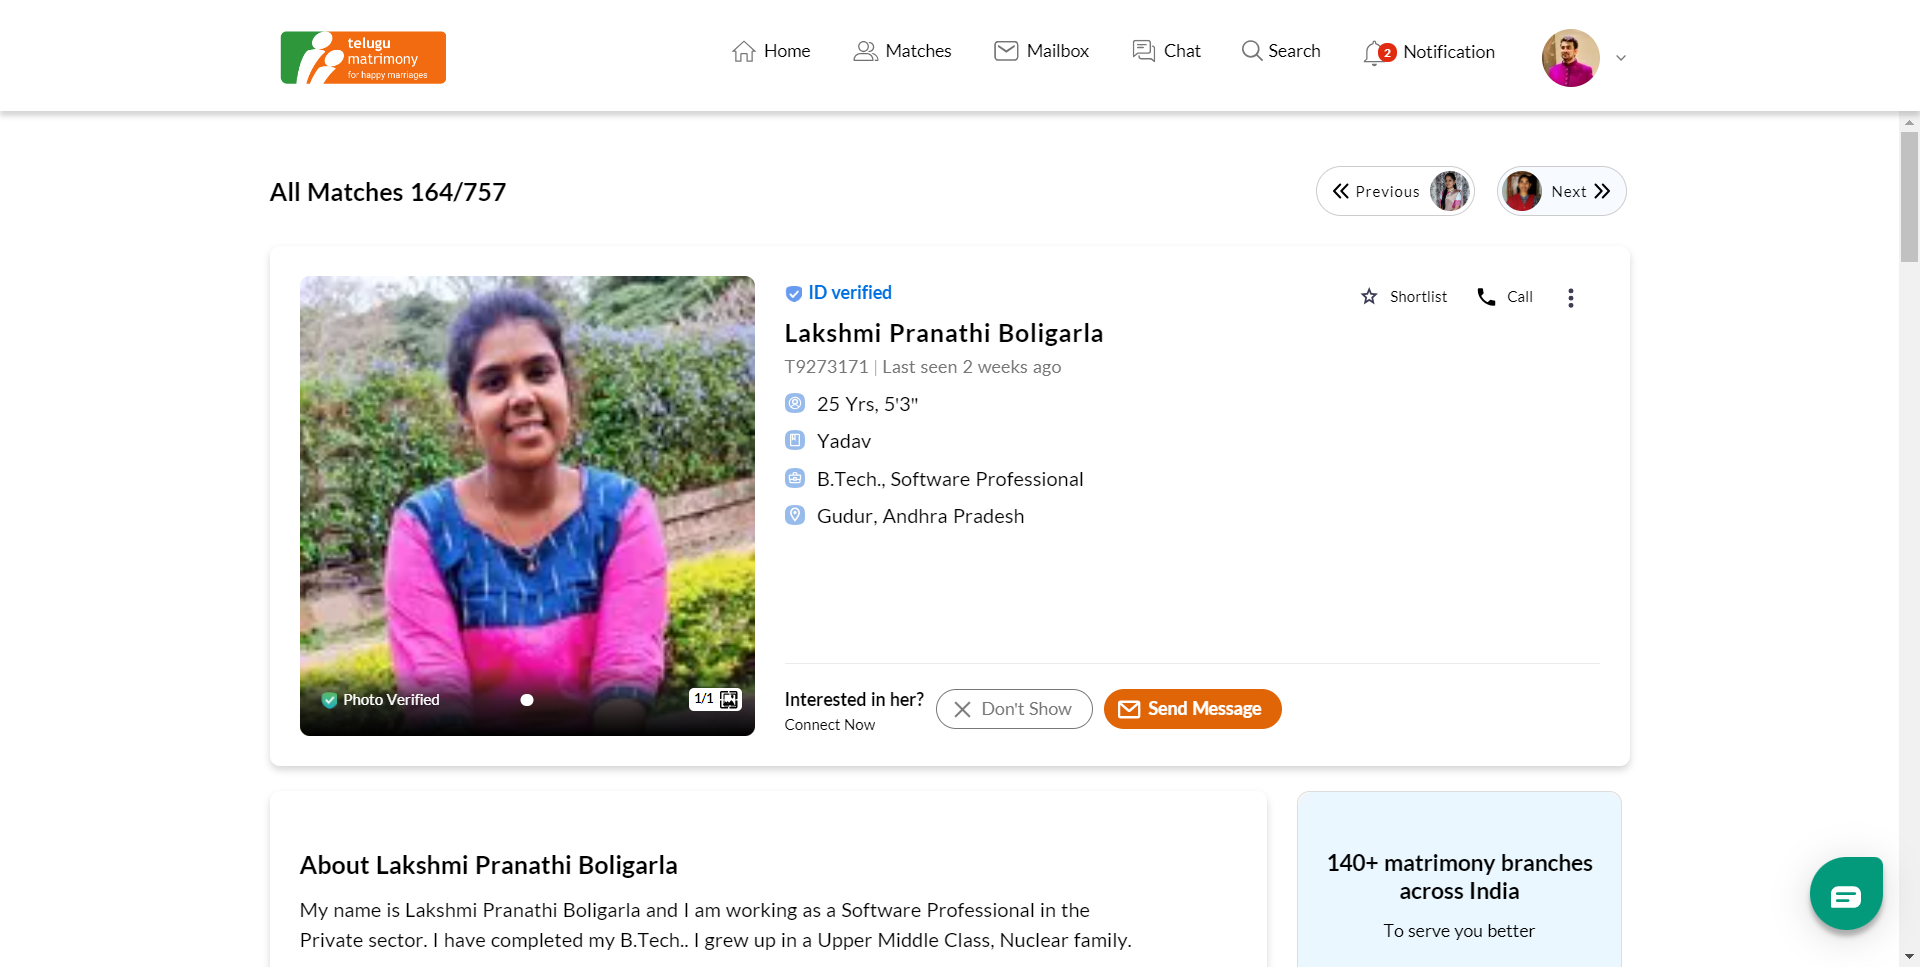 telugu
matrimony
for happy marriages
Home
Matches
Mailbox
Chat
Search
2
Notification
All Matches 164/757
Previous
Next
ID verified
Shortlist
Call
Lakshmi Pranathi Boligarla
T9273171 | Last seen 2 weeks ago
25 Yrs, 5'3"
Yadav
B.Tech., Software Professional
Gudur, Andhra Pradesh
Photo Verified
1/1
Interested in her?
Connect Now
Don't Show
Send Message
About Lakshmi Pranathi Boligarla
My name is Lakshmi Pranathi Boligarla and I am working as a Software Professional in the
Private sector. I have completed my B.Tech.. I grew up in a Upper Middle Class, Nuclear family.
140+ matrimony branches
across India
To serve you better